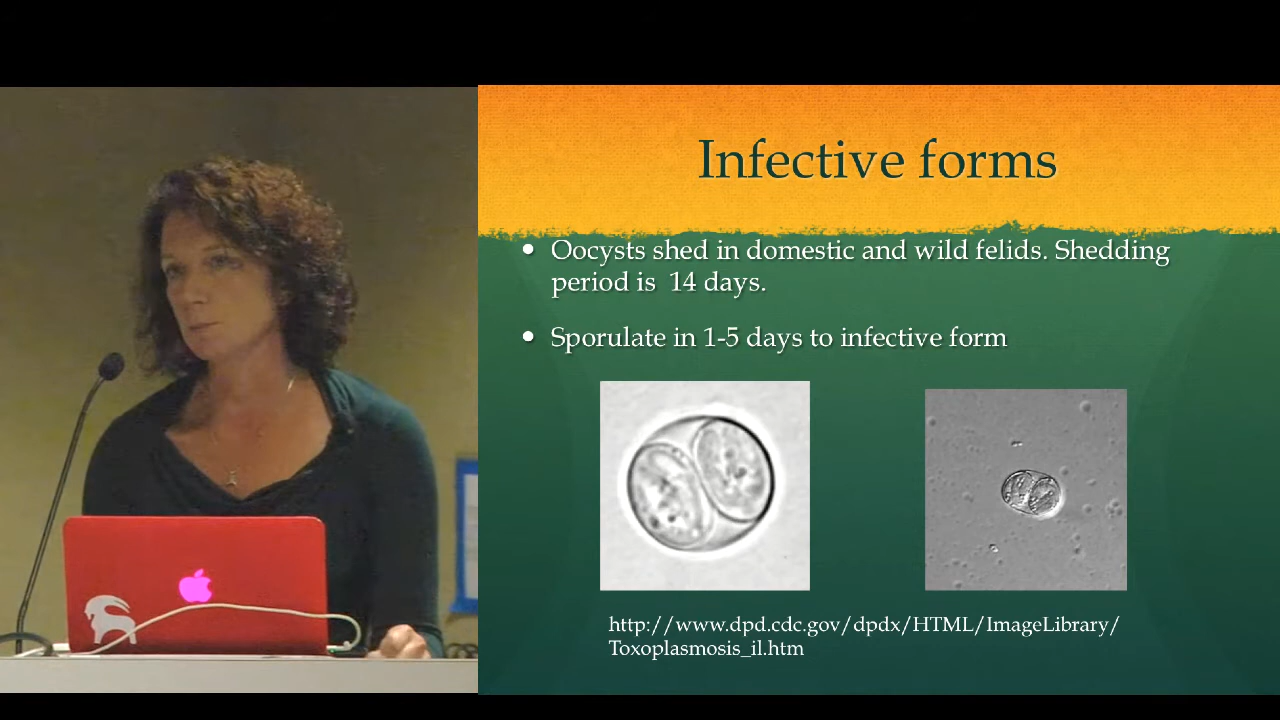 Infective forms
• Oocysts shed in domestic and wild felids. Shedding
period is  14 days.
• Sporulate in 1-5 days to infective form
http://www.dpd.cdc.gov/dpdx/HTML/ImageLibrary/
Toxoplasmosis_il.htm